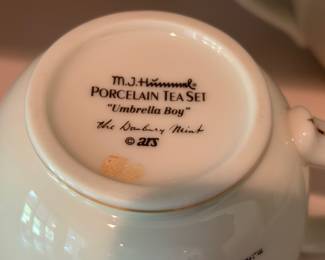 M.J.Hummel®
PORCELAIN TEA SET
"Umbrella Boy"
the Danbury Mint
© ars